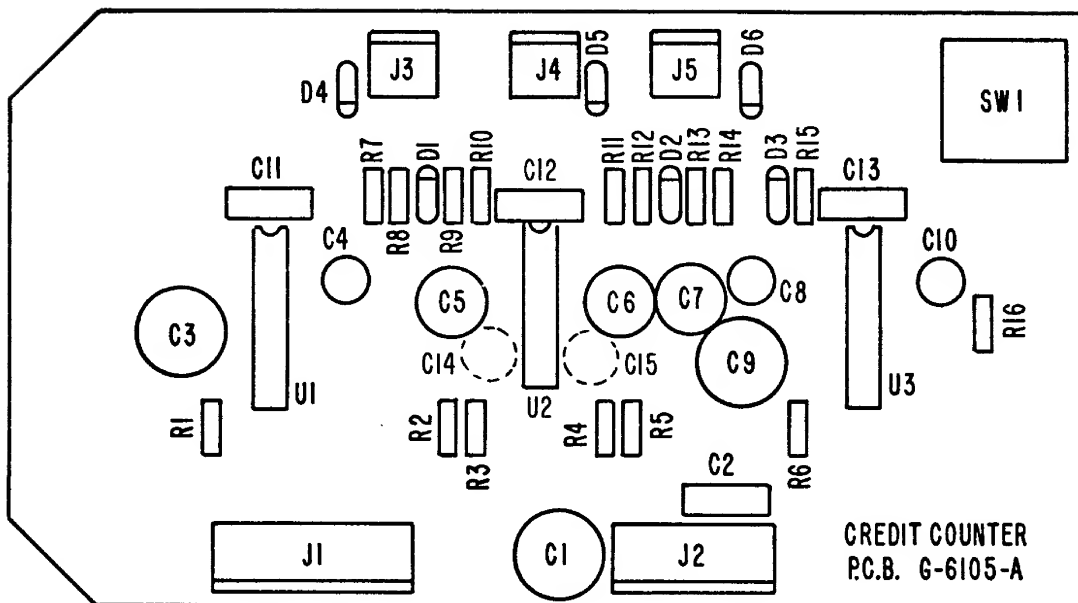 D4
J3
J4
D5
J5
D6
SW1
R7
D1
R10
R11
R12
D2
R13
R14
D3
R15
C11
C12
C13
R8
R9
C4
C10
C5
C6
C7
C8
R16
C3
C14
C15
C9
U1
U2
U3
R1
R2
R3
R4
R5
R6
C2
J1
C1
J2
CREDIT COUNTER
P.C.B. G-6105-A